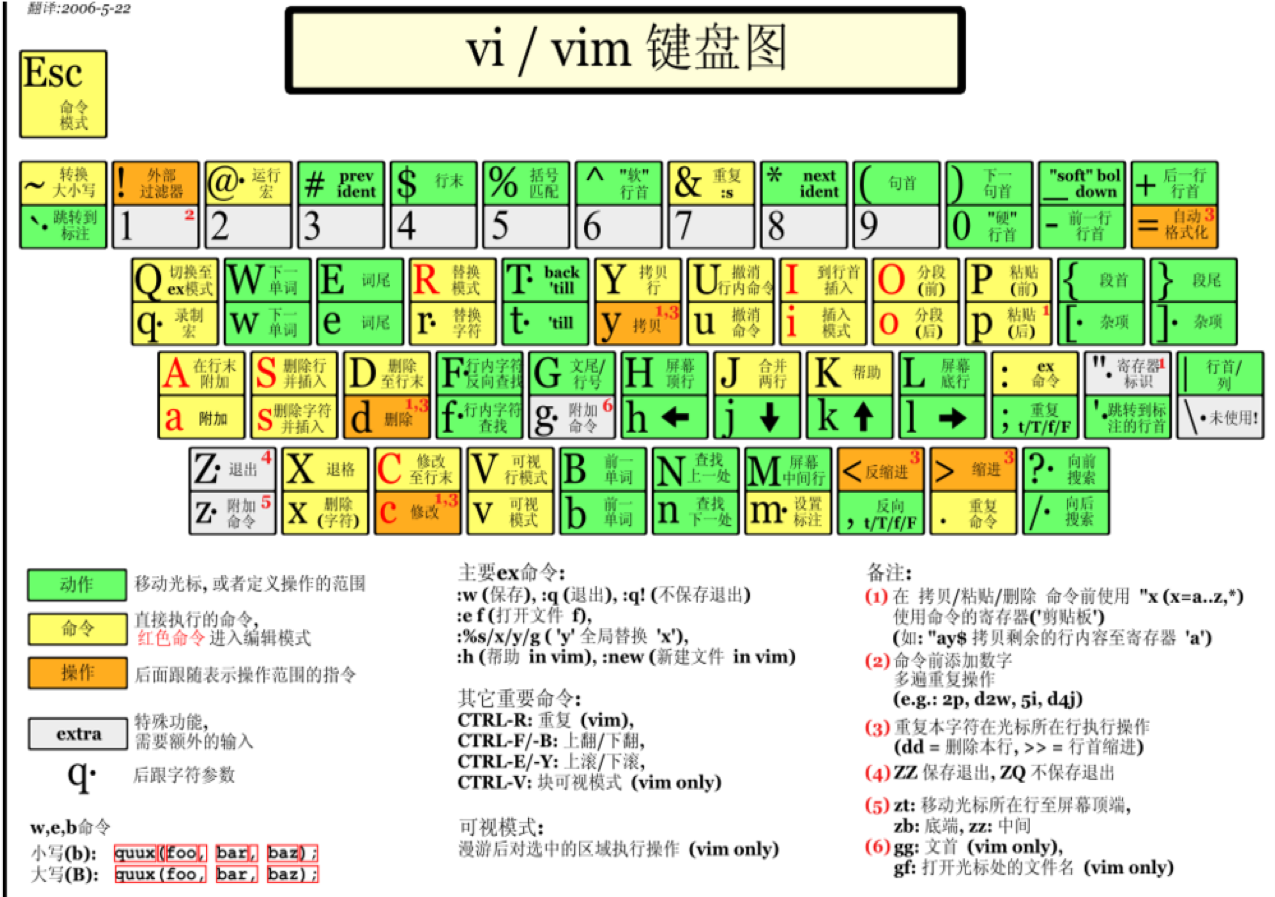 翻译:2006-5-22
vi / vim 键盘图
Esc
命令
模式
~ 转换
大小写
! 外部
过滤器
@· 运行
宏
# prev
ident
$ 行末
% 括号
匹配
^ "软"
行首
& 重复
:s
* next
ident
( 句首
) 下一
句首
"soft" bol
_ down
+ 后一行
行首
`· 跳转到
标注
1 2
2
3
4
5
6
7
8
9
0 "硬"
行首
- 前一行
行首
= 自动 3
格式化
Q 切换至
ex模式
W 下一
单词
E 词尾
R 替换
模式
T· back
'till
Y 拷贝
行
U 撤消
行内命令
I 到行首
插入
O 分段
(前)
P 粘贴
(前)
{ 段首
} 段尾
q· 录制
宏
w 下一
单词
e 词尾
r· 替换
字符
t· 'till
y 拷贝 1,3
u 撤消
命令
i 插入
模式
o 分段
(后)
p 粘贴 1
(后)
[· 杂项
]· 杂项
A 在行末
附加
S 删除行
并插入
D 删除
至行末
F· 行内字符
反向查找
G 文尾/
行号
H 屏幕
顶行
J 合并
两行
K 帮助
L 屏幕
底行
: ex
命令
"· 寄存器 1
标识
| 行首/
列
a 附加
s 删除字符
并插入
d 删除 1,3
f· 行内字符
查找
g· 附加 6
命令
h ←
j ↓
k ↑
l →
; 重复
t/T/f/F
'· 跳转到标
注的行首
\· 未使用!
Z· 退出 4
X 退格
C 修改
至行末
V 可视
行模式
B 前一
单词
N 查找
上一处
M 屏幕
中间行
< 反缩进 3
> 缩进 3
?· 向前
搜索
z· 附加 5
命令
x 删除
(字符)
c 修改 1,3
v 可视
模式
b 前一
单词
n 查找
下一处
m· 设置
标注
, 反向
t/T/f/F
. 重复
命令
/· 向后
搜索
动作 移动光标, 或者定义操作的范围
命令 直接执行的命令,
红色命令 进入编辑模式
操作 后面跟随表示操作范围的指令
extra 特殊功能,
需要额外的输入
q· 后跟字符参数
w,e,b命令
小写(b): quux(foo, bar, baz);
大写(B): quux(foo, bar, baz);
主要ex命令:
:w (保存), :q (退出), :q! (不保存退出)
:e f (打开文件 f),
:%s/x/y/g ( 'y' 全局替换 'x'),
:h (帮助 in vim), :new (新建文件 in vim)
其它重要命令:
CTRL-R: 重复 (vim),
CTRL-F/-B: 上翻/下翻,
CTRL-E/-Y: 上滚/下滚,
CTRL-V: 块可视模式 (vim only)
可视模式:
漫游后对选中的区域执行操作 (vim only)
备注:
(1) 在 拷贝/粘贴/删除 命令前使用 "x (x=a..z,*)
使用命令的寄存器('剪贴板')
(如: "ay$ 拷贝剩余的行内容至寄存器 'a')
(2) 命令前添加数字
多遍重复操作
(e.g.: 2p, d2w, 5i, d4j)
(3) 重复本字符在光标所在行执行操作
(dd = 删除本行, >> = 行首缩进)
(4) ZZ 保存退出, ZQ 不保存退出
(5) zt: 移动光标所在行至屏幕顶端,
zb: 底端, zz: 中间
(6) gg: 文首 (vim only),
gf: 打开光标处的文件名 (vim only)